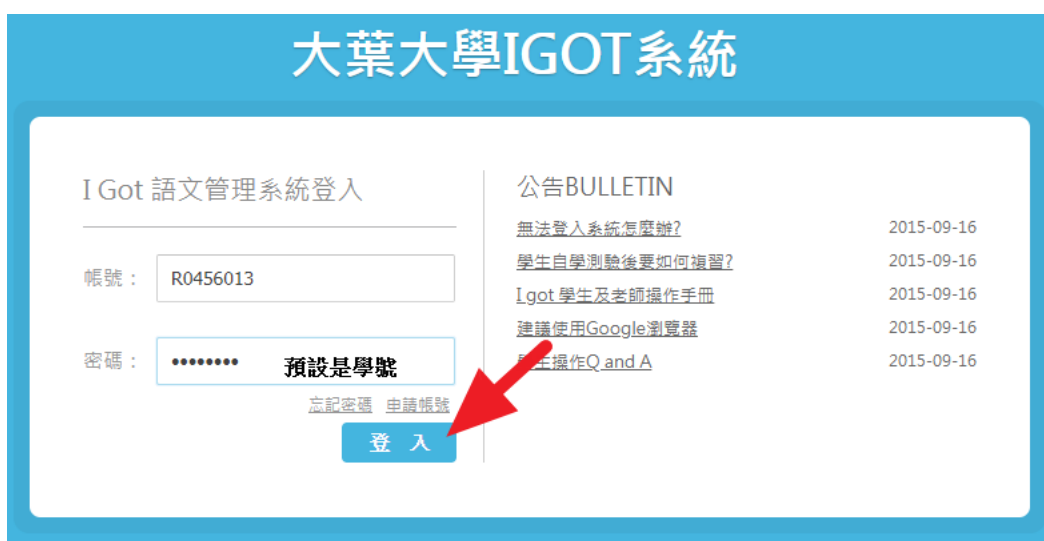 大葉大學IGOT系統
I Got 語文管理系統登入
帳號： R0456013
密碼： •••••••• 預設是學號
忘記密碼 申請帳號
登 入
公告BULLETIN
無法登入系統怎麼辦? 2015-09-16
學生自學測驗後要如何複習? 2015-09-16
I got 學生及老師操作手冊 2015-09-16
建議使用Google瀏覽器 2015-09-16
生操作Q and A 2015-09-16